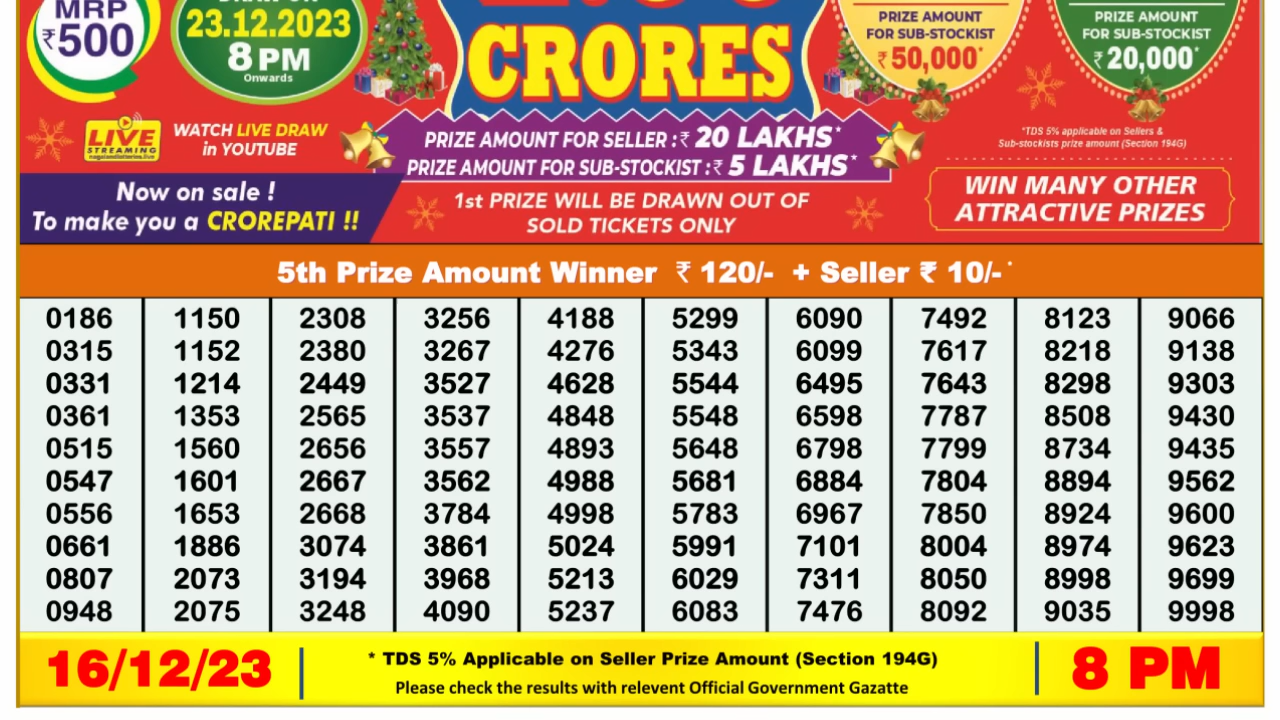 MRP
₹500
23.12.2023
8 PM
Onwards
CRORES
PRIZE AMOUNT
FOR SUB-STOCKIST
₹ 50,000*
PRIZE AMOUNT
FOR SUB-STOCKIST
₹ 20,000*
LIVE
STREAMING
nagalandlotteries.live
WATCH LIVE DRAW
in YOUTUBE
PRIZE AMOUNT FOR SELLER :₹ 20 LAKHS*
PRIZE AMOUNT FOR SUB-STOCKIST :₹ 5 LAKHS*
*TDS 5% applicable on Sellers &
Sub-stockists prize amount (Section 194G)
Now on sale !
To make you a CROREPATI !!
1st PRIZE WILL BE DRAWN OUT OF
SOLD TICKETS ONLY
WIN MANY OTHER
ATTRACTIVE PRIZES
5th Prize Amount Winner ₹ 120/- + Seller ₹ 10/-*
0186 1150 2308 3256 4188 5299 6090 7492 8123 9066
0315 1152 2380 3267 4276 5343 6099 7617 8218 9138
0331 1214 2449 3527 4628 5544 6495 7643 8298 9303
0361 1353 2565 3537 4848 5548 6598 7787 8508 9430
0515 1560 2656 3557 4893 5648 6798 7799 8734 9435
0547 1601 2667 3562 4988 5681 6884 7804 8894 9562
0556 1653 2668 3784 4998 5783 6967 7850 8924 9600
0661 1886 3074 3861 5024 5991 7101 8004 8974 9623
0807 2073 3194 3968 5213 6029 7311 8050 8998 9699
0948 2075 3248 4090 5237 6083 7476 8092 9035 9998
16/12/23
* TDS 5% Applicable on Seller Prize Amount (Section 194G)
Please check the results with relevent Official Government Gazatte
8 PM